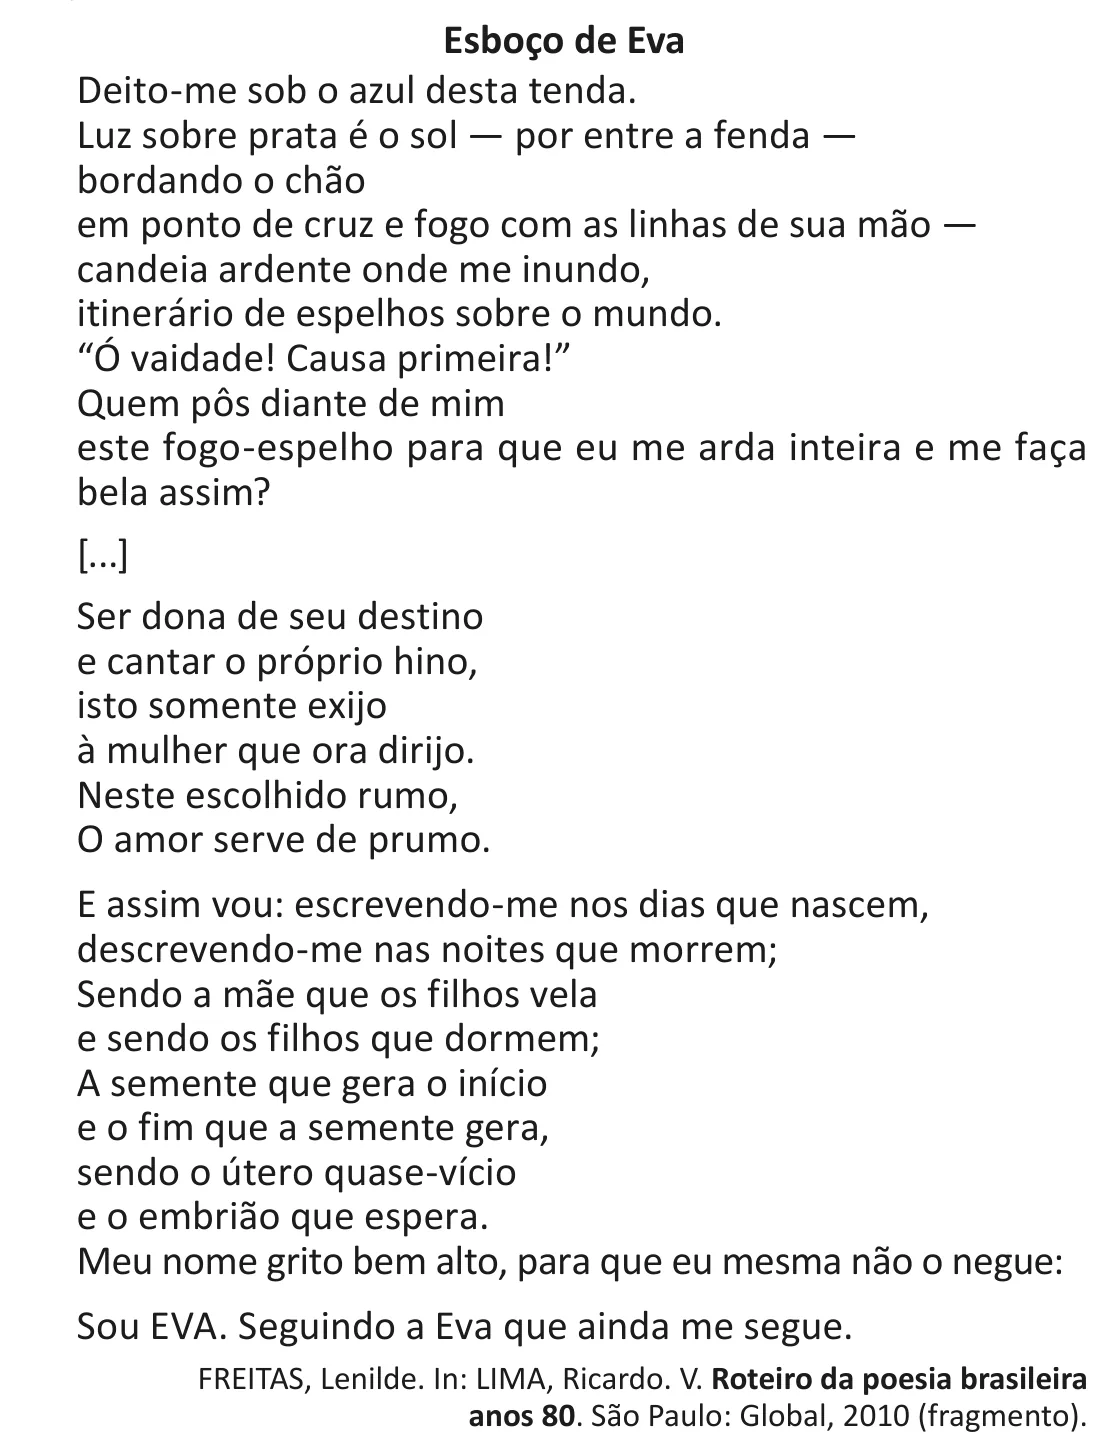 Esboço de Eva
Deito-me sob o azul desta tenda.
Luz sobre prata é o sol — por entre a fenda —
bordando o chão
em ponto de cruz e fogo com as linhas de sua mão —
candeia ardente onde me inundo,
itinerário de espelhos sobre o mundo.
“Ó vaidade! Causa primeira!”
Quem pôs diante de mim
este fogo-espelho para que eu me arda inteira e me faça
bela assim?
[...]
Ser dona de seu destino
e cantar o próprio hino,
isto somente exijo
à mulher que ora dirijo.
Neste escolhido rumo,
O amor serve de prumo.
E assim vou: escrevendo-me nos dias que nascem,
descrevendo-me nas noites que morrem;
Sendo a mãe que os filhos vela
e sendo os filhos que dormem;
A semente que gera o início
e o fim que a semente gera,
sendo o útero quase-vício
e o embrião que espera.
Meu nome grito bem alto, para que eu mesma não o negue:
Sou EVA. Seguindo a Eva que ainda me segue.
FREITAS, Lenilde. In: LIMA, Ricardo. V. Roteiro da poesia brasileira
anos 80. São Paulo: Global, 2010 (fragmento).